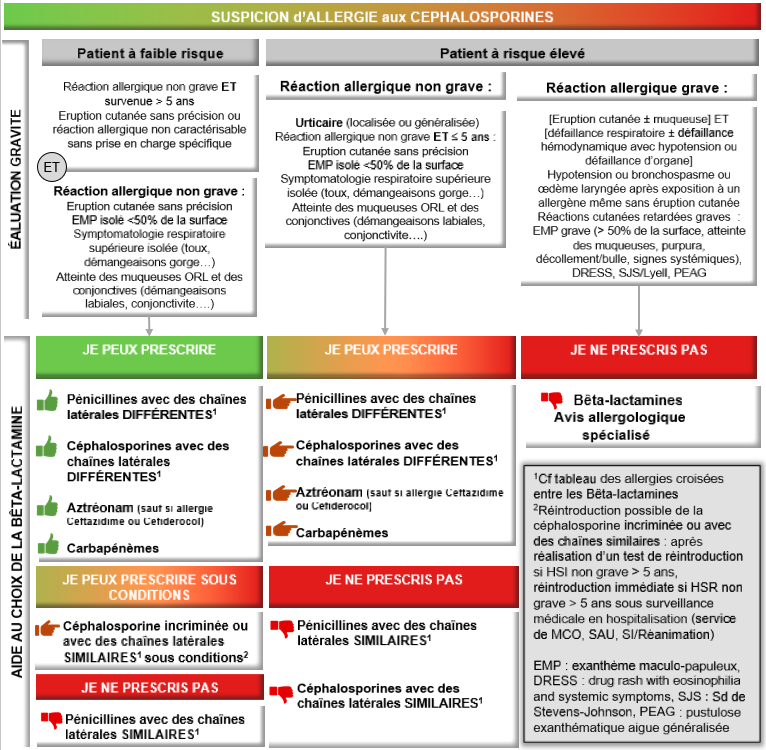 SUSPICION d'ALLERGIE aux CEPHALOSPORINES
ÉALUATION GRAVITE
Patient à faible risque
Réaction allergique non grave ET
survenue > 5 ans
Eruption cutanée sans précision ou
réaction allergique non caractérisable
sans prise en charge spécifique
ET
Réaction allergique non grave :
Eruption cutanée sans précision
EMP isolé <50% de la surface
Symptomatologie respiratoire
supérieure isolée (toux,
démangeaisons gorge…)
Atteinte des muqueuses ORL et des
conjonctives (démangeaisons
labiales, conjonctivite….)
Patient à risque élevé
Réaction allergique non grave :
Urticaire (localisée ou généralisée)
Réaction allergique non grave ET ≤ 5 ans :
Eruption cutanée sans précision
EMP isolé <50% de la surface
Symptomatologie respiratoire supérieure
isolée (toux, démangeaisons gorge…)
Atteinte des muqueuses ORL et des
conjonctives (démangeaisons labiales,
conjonctivite….)
Réaction allergique grave :
[Eruption cutanée ± muqueuse] ET
[défaillance respiratoire ± défaillance
hémodynamique avec hypotension ou
défaillance d'organe]
Hypotension ou bronchospasme ou
œdème laryngée après exposition à un
allergène même sans éruption cutanée
Réactions cutanées retardées graves :
EMP grave (> 50% de la surface, atteinte
des muqueuses, purpura,
décollement/bulle, signes systémiques),
DRESS, SJS/Lyell, PEAG
AIDE AU CHOIX DE LA BÊTA-LACTAMINE
JE PEUX PRESCRIRE
Pénicillines avec des chaînes
latérales DIFFÉRENTES¹
Céphalosporines avec des
chaînes latérales
DIFFÉRENTES¹
Aztréonam (sauf si allergie
Ceftazidime ou Céfiderocol)
Carbapénèmes
JE PEUX PRESCRIRE SOUS
CONDITIONS
Céphalosporine incriminée ou
avec des chaînes latérales
SIMILAIRES¹ sous conditions²
JE NE PRESCRIS PAS
Pénicillines avec des chaînes
latérales SIMILAIRES¹
JE PEUX PRESCRIRE
Pénicillines avec des chaînes
latérales DIFFÉRENTES¹
Céphalosporines avec des
chaînes latérales DIFFÉRENTES¹
Aztréonam (sauf si allergie Ceftazidime
ou Céfiderocol)
Carbapénèmes
JE NE PRESCRIS PAS
Pénicillines avec des chaînes
latérales SIMILAIRES¹
Céphalosporines avec des
chaînes latérales SIMILAIRES¹
JE NE PRESCRIS PAS
Bêta-lactamines
Avis allergologique
spécialisé
¹Cf tableau des allergies croisées
entre les Bêta-lactamines
²Réintroduction possible de la
céphalosporine incriminée ou avec
des chaînes similaires : après
réalisation d'un test de réintroduction
si HSI non grave > 5 ans,
réintroduction immédiate si HSR non
grave > 5 ans sous surveillance
médicale en hospitalisation (service
de MCO, SAU, SI/Réanimation)
EMP : exanthème maculo-papuleux,
DRESS : drug rash with eosinophilia
and systemic symptoms, SJS : Sd de
Stevens-Johnson, PEAG : pustulose
exanthématique aigue généralisée